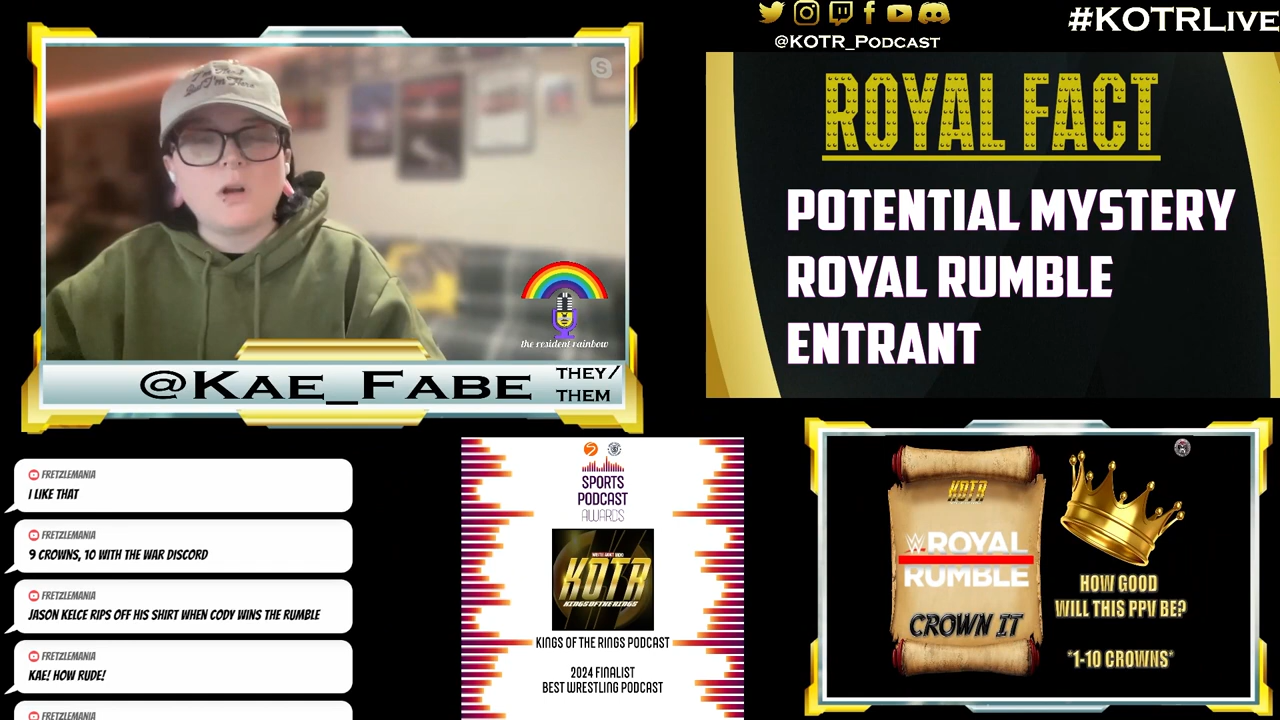 @KOTR_PODCAST
#KOTRLIVE
ROYAL FACT
POTENTIAL MYSTERY
ROYAL RUMBLE
ENTRANT
the resident rainbow
@KAE_FABE
THEY/
THEM
FRETZLEMANIA
I LIKE THAT
FRETZLEMANIA
9 CROWNS, 10 WITH THE WAR DISCORD
FRETZLEMANIA
JASON KELCE RIPS OFF HIS SHIRT WHEN CODY WINS THE RUMBLE
FRETZLEMANIA
KAE! HOW RUDE!
FRETZLEMANIA
SPORTS
PODCAST
AWARDS
KOTR
KINGS OF THE RINGS
KINGS OF THE RINGS PODCAST
2024 FINALIST
BEST WRESTLING PODCAST
KOTR
ROYAL
RUMBLE
CROWN IT
HOW GOOD
WILL THIS PPV BE?
*1-10 CROWNS*